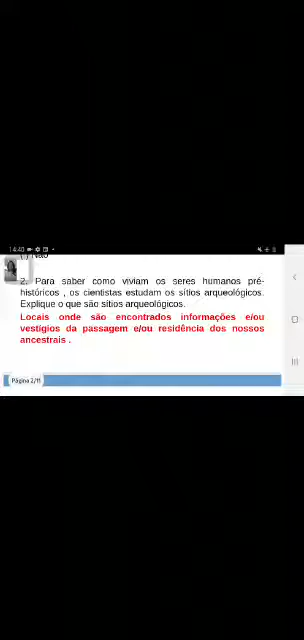 14:40
( ) Não
2. Para saber como viviam os seres humanos pré-
históricos , os cientistas estudam os sítios arqueológicos.
Explique o que são sítios arqueológicos.
Locais onde são encontrados informações e/ou
vestígios da passagem e/ou residência dos nossos
ancestrais .
Página 2/11